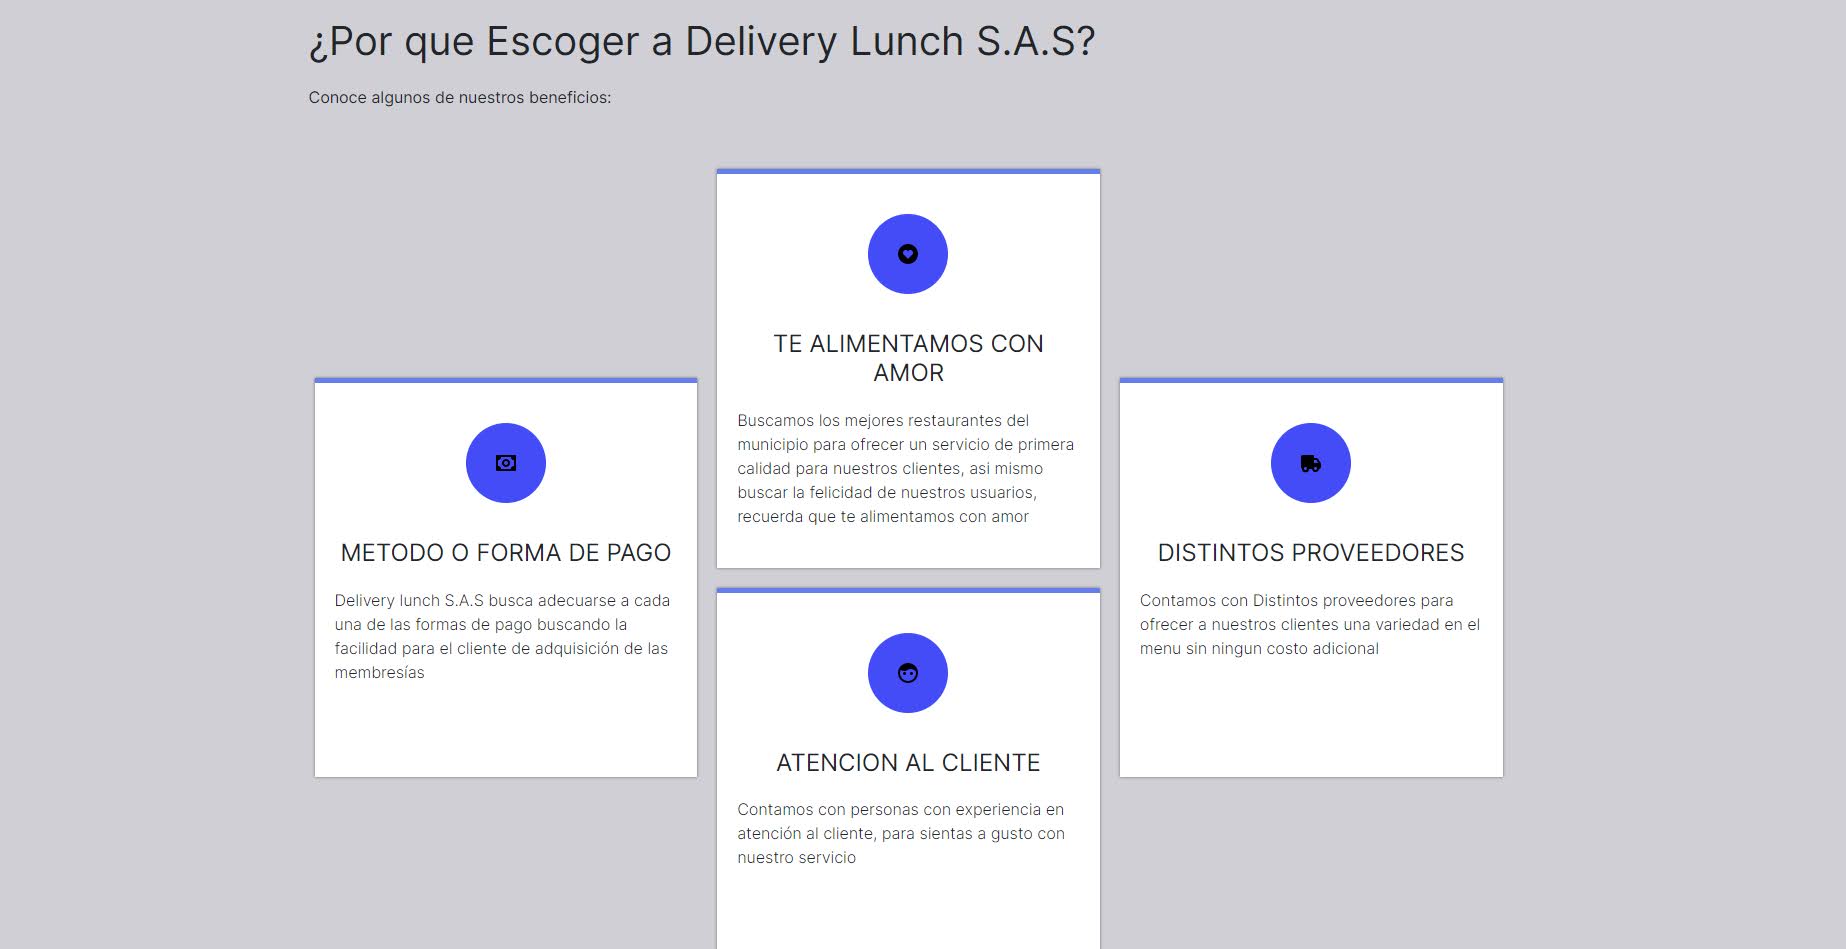 ¿Por que Escoger a Delivery Lunch S.A.S?
Conoce algunos de nuestros beneficios:
TE ALIMENTAMOS CON
AMOR
Buscamos los mejores restaurantes del
municipio para ofrecer un servicio de primera
calidad para nuestros clientes, asi mismo
buscar la felicidad de nuestros usuarios,
recuerda que te alimentamos con amor
METODO O FORMA DE PAGO
Delivery lunch S.A.S busca adecuarse a cada
una de las formas de pago buscando la
facilidad para el cliente de adquisición de las
membresías
DISTINTOS PROVEEDORES
Contamos con Distintos proveedores para
ofrecer a nuestros clientes una variedad en el
menu sin ningun costo adicional
ATENCION AL CLIENTE
Contamos con personas con experiencia en
atención al cliente, para sientas a gusto con
nuestro servicio